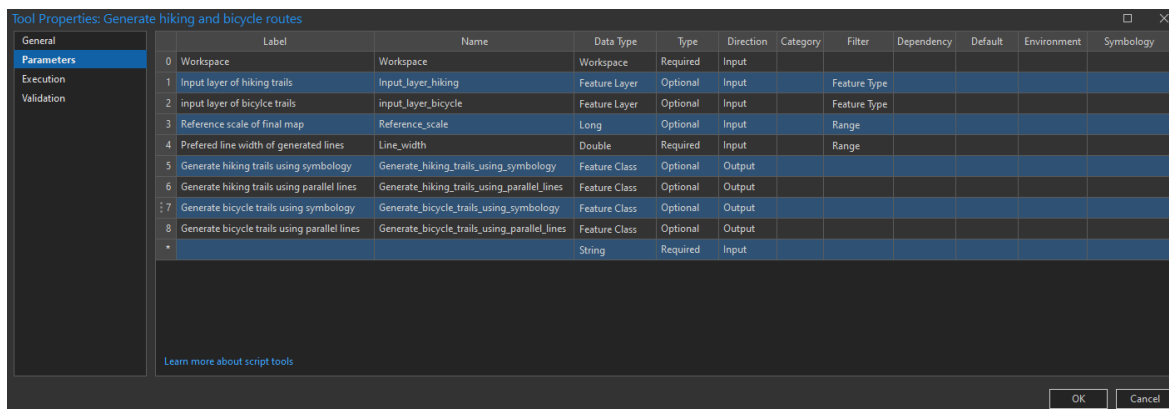 Tool Properties: Generate hiking and bicycle routes
General
Parameters
Execution
Validation
Label Name Data Type Type Direction Category Filter Dependency Default Environment Symbology
0 Workspace Workspace Workspace Required Input
1 Input layer of hiking trails Input_layer_hiking Feature Layer Optional Input Feature Type
2 input layer of bicylce trails input_layer_bicycle Feature Layer Optional Input Feature Type
3 Reference scale of final map Reference_scale Long Optional Input Range
4 Prefered line width of generated lines Line_width Double Required Input Range
5 Generate hiking trails using symbology Generate_hiking_trails_using_symbology Feature Class Optional Output
6 Generate hiking trails using parallel lines Generate_hiking_trails_using_parallel_lines Feature Class Optional Output
7 Generate bicycle trails using symbology Generate_bicycle_trails_using_symbology Feature Class Optional Output
8 Generate bicycle trails using parallel lines Generate_bicycle_trails_using_parallel_lines Feature Class Optional Output
* String Required Input
Learn more about script tools
OK Cancel